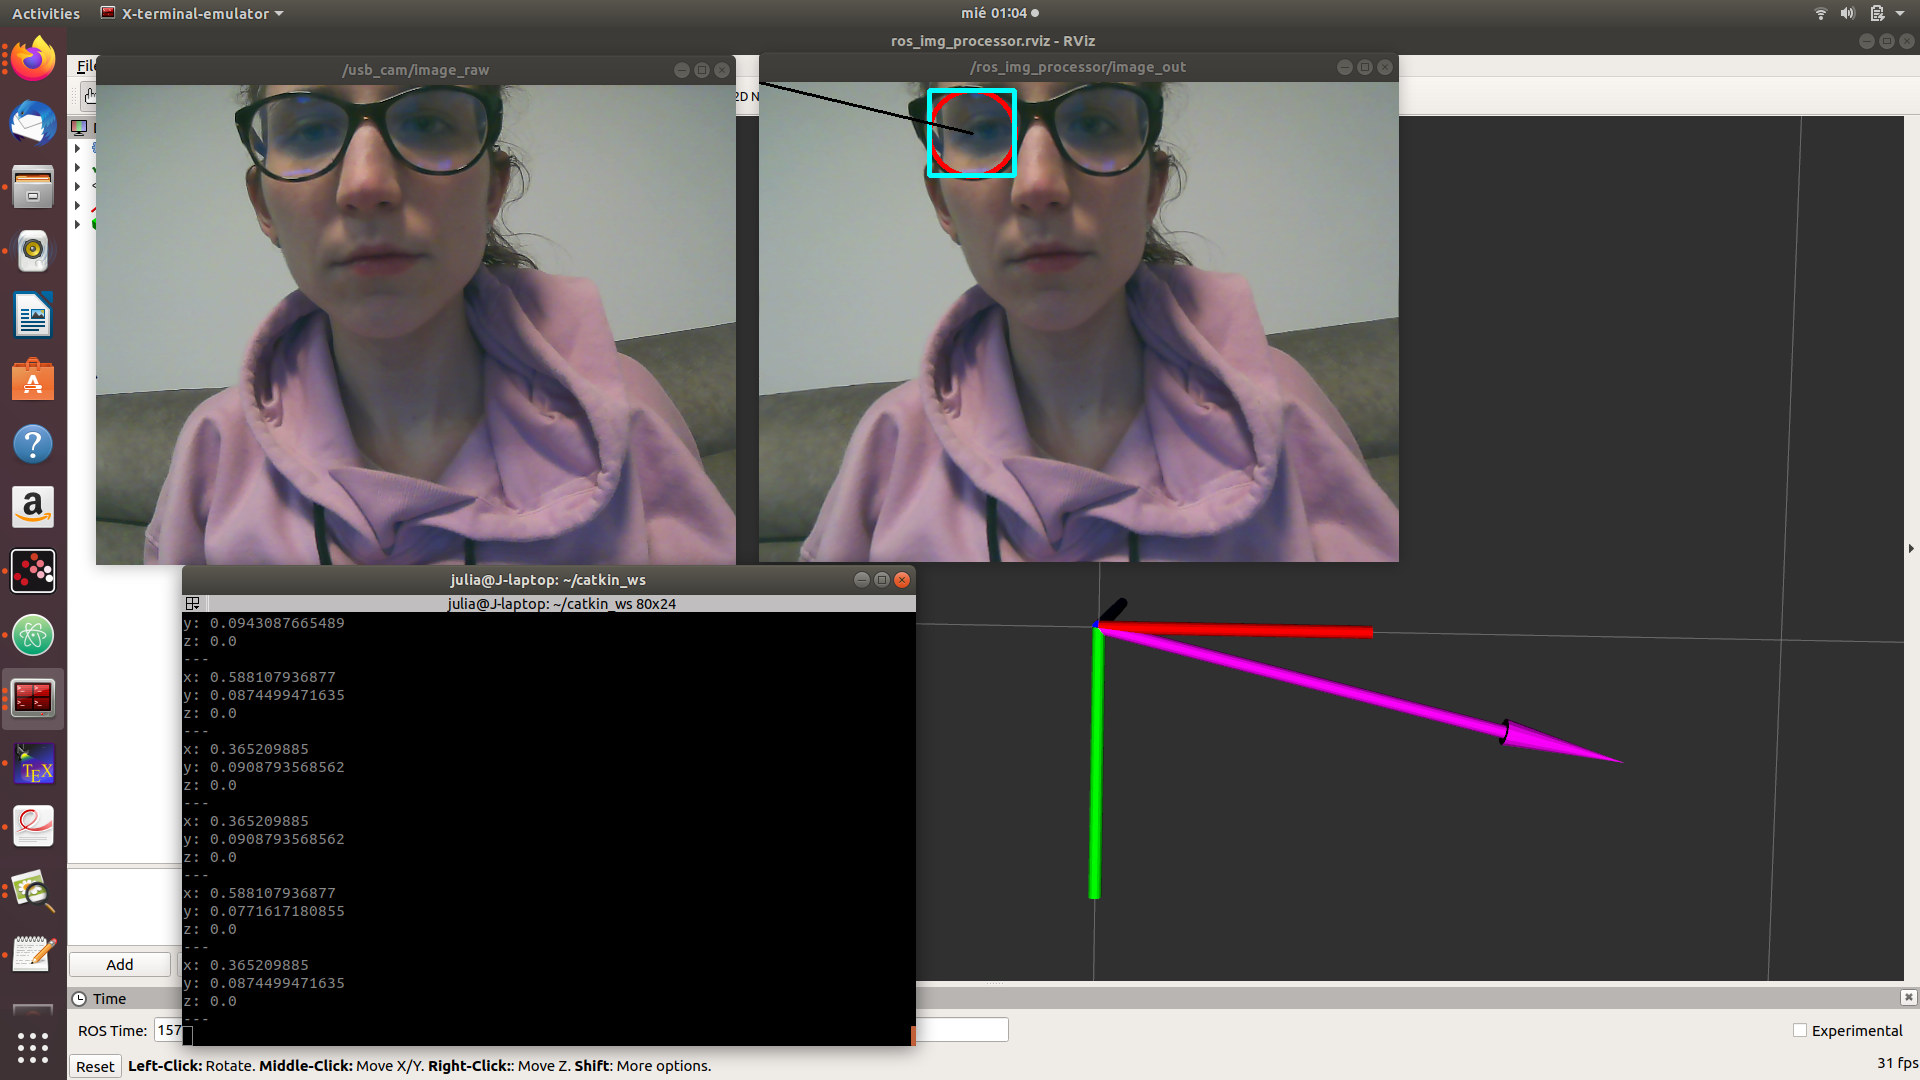 Activities
X-terminal-emulator
mié 01:04
ros_img_processor.rviz - RViz
File
/usb_cam/image_raw
/ros_img_processor/image_out
2D N
julia@J-laptop: ~/catkin_ws
julia@J-laptop: ~/catkin_ws 80x24
y: 0.0943087665489
z: 0.0
---
x: 0.588107936877
y: 0.0874499471635
z: 0.0
---
x: 0.365209885
y: 0.0908793568562
z: 0.0
---
x: 0.365209885
y: 0.0908793568562
z: 0.0
---
x: 0.588107936877
y: 0.0771617180855
z: 0.0
---
x: 0.365209885
y: 0.0874499471635
z: 0.0
---
a
TEX
Add
Time
ROS Time: 157
Experimental
Reset
Left-Click: Rotate. Middle-Click: Move X/Y. Right-Click:: Move Z. Shift: More options.
31 fps